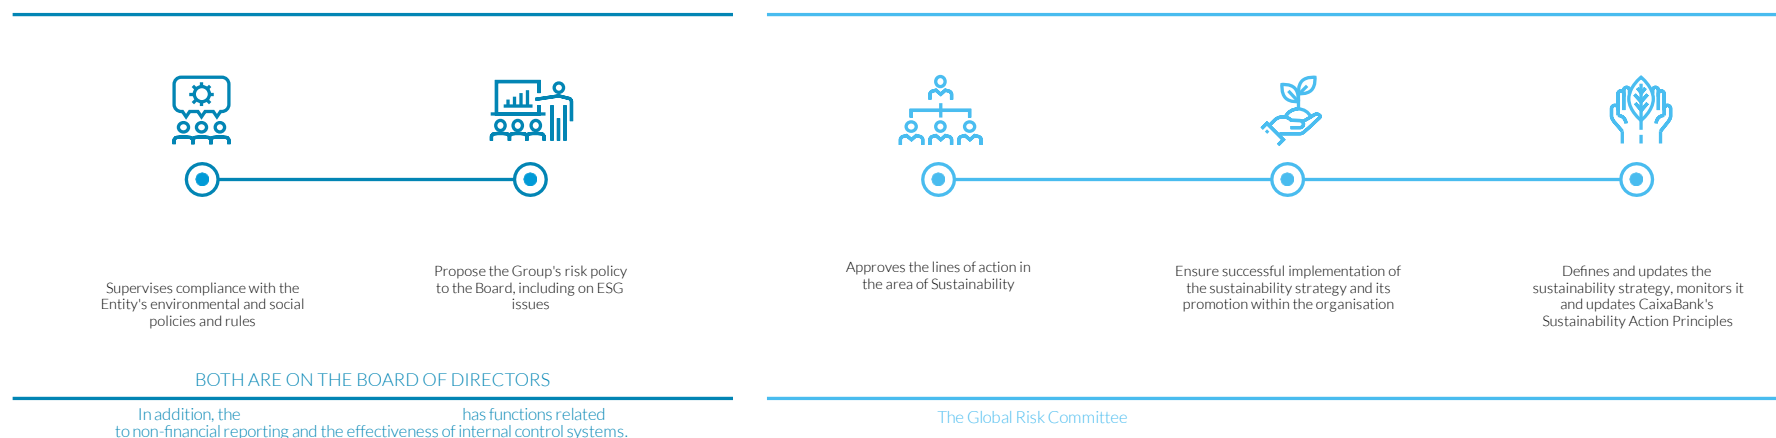 Supervises compliance with the
Entity's environmental and social
policies and rules
Propose the Group's risk policy
to the Board, including on ESG
issues
BOTH ARE ON THE BOARD OF DIRECTORS
In addition, the has functions related
to non-financial reporting and the effectiveness of internal control systems.
Approves the lines of action in
the area of Sustainability
Ensure successful implementation of
the sustainability strategy and its
promotion within the organisation
Defines and updates the
sustainability strategy, monitors it
and updates CaixaBank's
Sustainability Action Principles
The Global Risk Committee